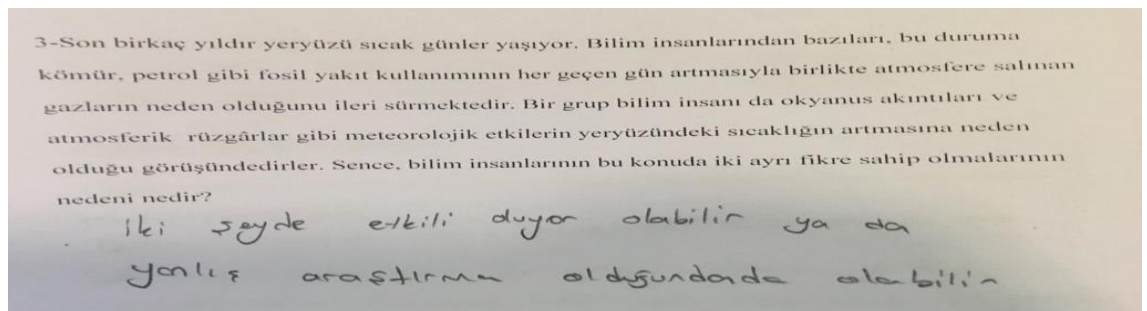 3-Son birkaç yıldır yeryüzü sıcak günler yaşıyor. Bilim insanlarından bazıları, bu duruma
kömür, petrol gibi fosil yakıt kullanımının her geçen gün artmasıyla birlikte atmosfere salınan
gazların neden olduğunu ileri sürmektedir. Bir grup bilim insanı da okyanus akıntıları ve
atmosferik rüzgârlar gibi meteorolojik etkilerin yeryüzündeki sıcaklığın artmasına neden
olduğu görüşündedirler. Sence, bilim insanlarının bu konuda iki ayrı fikre sahip olmalarının
nedeni nedir?
iki şeyde etkili oluyor olabilir ya da
yanlış araştırma olduğundanda olabilir